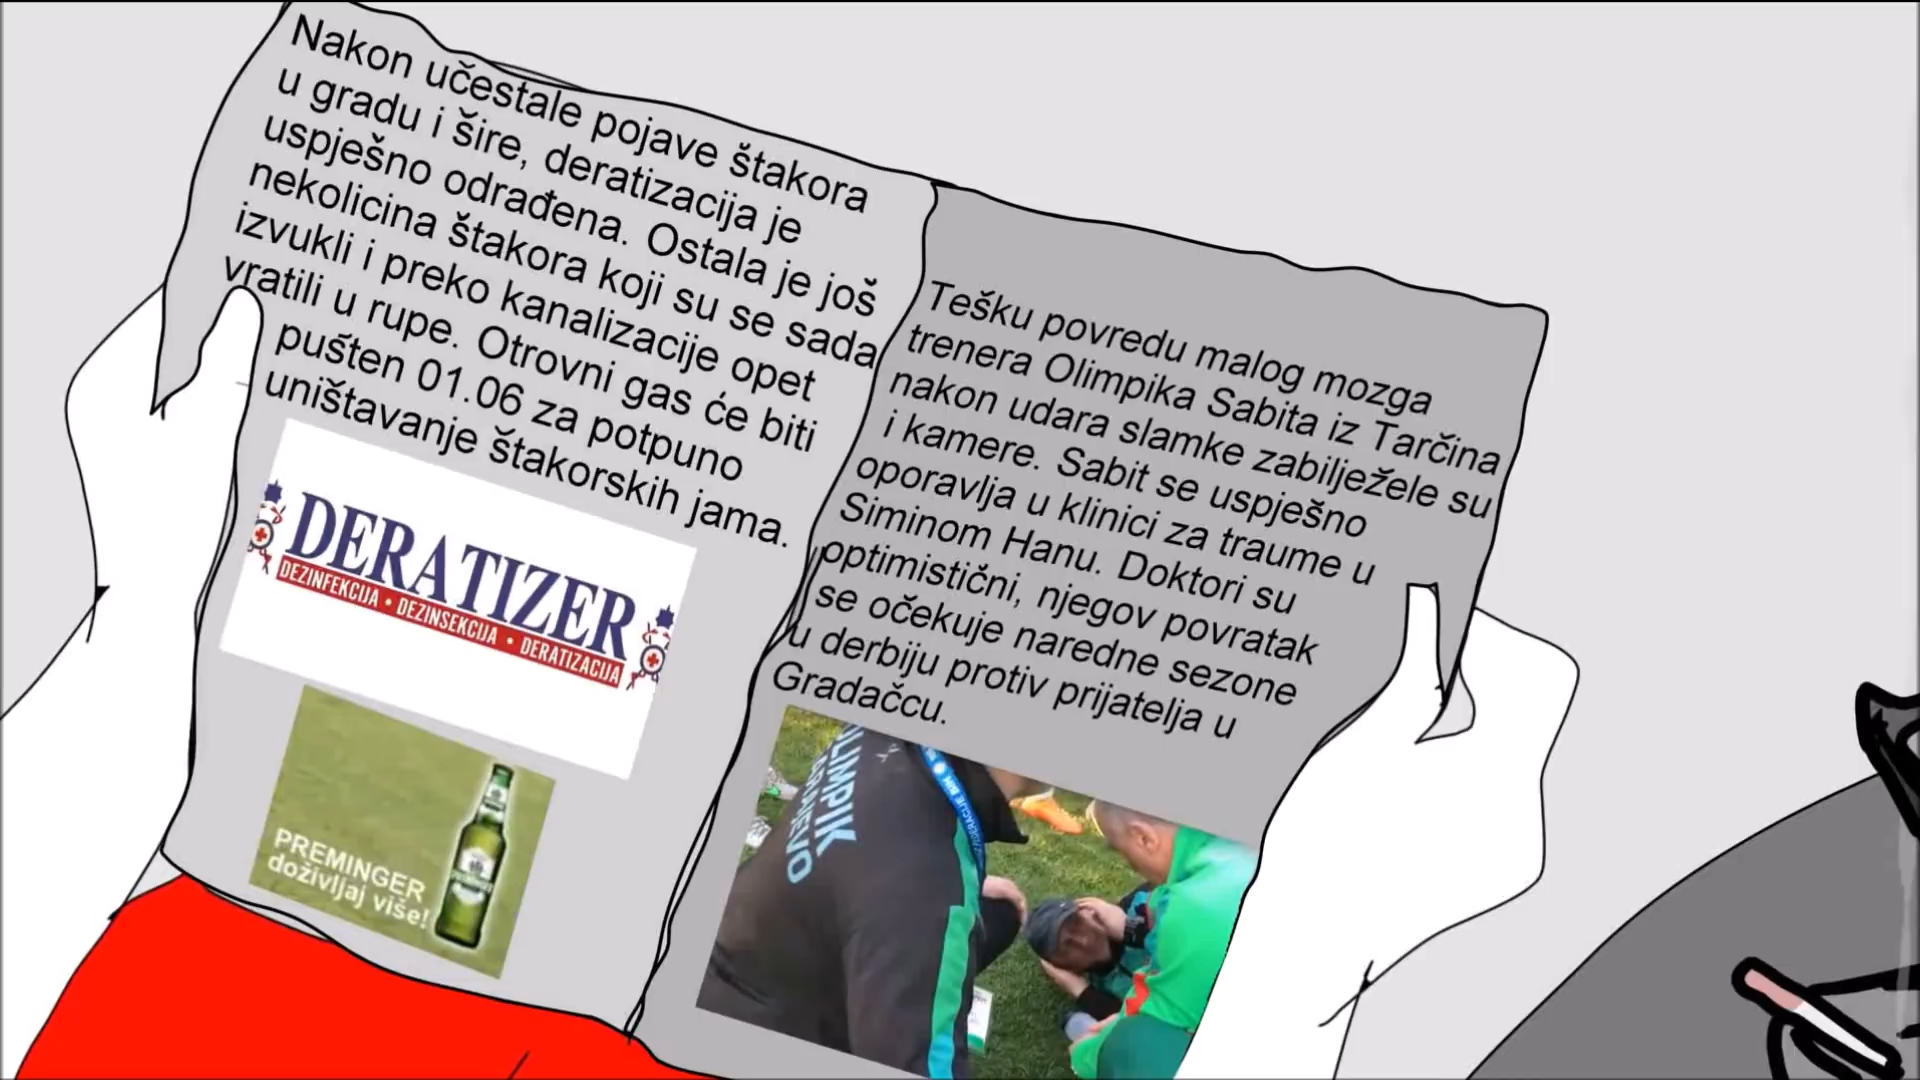 Nakon učestale pojave štakora
u gradu i šire, deratizacija je
uspješno odrađena. Ostala je još
nekolicina štakora koji su se sada
izvukli i preko kanalizacije opet
vratili u rupe. Otrovni gas će biti
pušten 01.06 za potpuno
uništavanje štakorskih jama.
DERATIZER
DEZINFEKCIJA • DEZINSEKCIJA • DERATIZACIJA
PREMINGER
doživljaj više!
Tešku povredu malog mozga
trenera Olimpika Sabita iz Tarčina
nakon udara slamke zabilježele su
i kamere. Sabit se uspješno
oporavlja u klinici za traume u
Siminom Hanu. Doktori su
optimistični, njegov povratak
se očekuje naredne sezone
u derbiju protiv prijatelja u
Gradačcu.